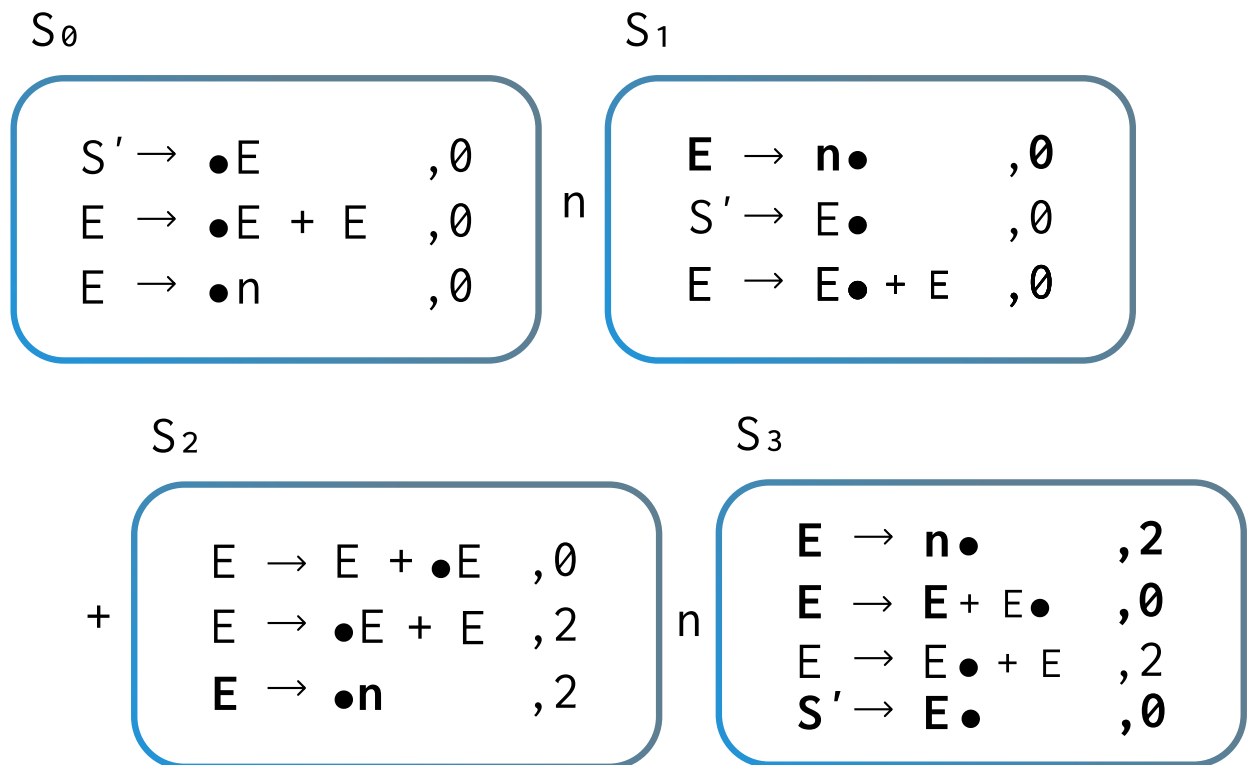 S₀
S' → •E ,0
E → •E + E ,0
E → •n ,0
n
S₁
E → n• ,0
S' → E• ,0
E → E• + E ,0
+
S₂
E → E + •E ,0
E → •E + E ,2
E → •n ,2
n
S₃
E → n• ,2
E → E + E• ,0
E → E• + E ,2
S' → E• ,0